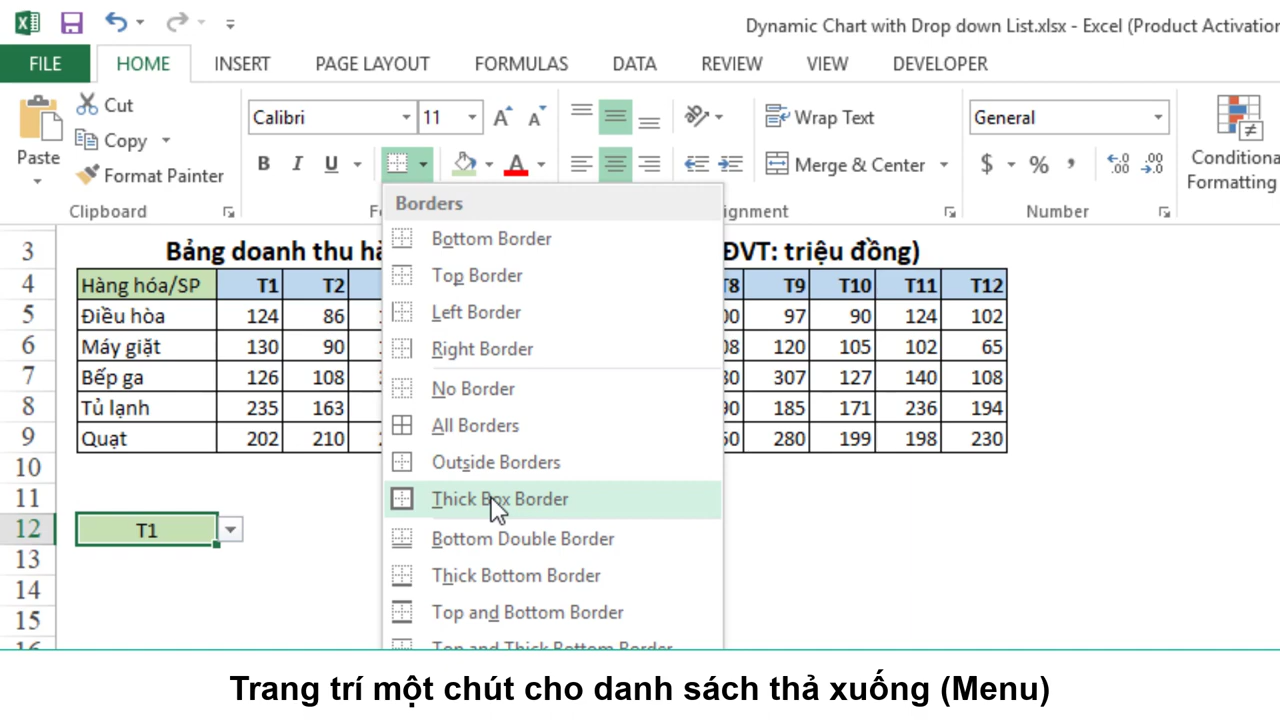 Dynamic Chart with Drop down List.xlsx - Excel (Product Activation
FILE HOME INSERT PAGE LAYOUT FORMULAS DATA REVIEW VIEW DEVELOPER
Cut
Copy
Format Painter
Paste
Clipboard
Calibri 11
B I U A
Wrap Text
Merge & Center
General
$ % ,
Number
Conditional
Formatting
Borders
Bottom Border
Top Border
Left Border
Right Border
No Border
All Borders
Outside Borders
Thick Box Border
Bottom Double Border
Thick Bottom Border
Top and Bottom Border
Top and Thick Bottom Border
3 Bảng doanh thu ĐVT: triệu đồng)
4 Hàng hóa/SP T1 T2 T8 T9 T10 T11 T12
5 Điều hòa 124 86 97 90 124 102
6 Máy giặt 130 90 120 105 102 65
7 Bếp ga 126 108 307 127 140 108
8 Tủ lạnh 235 163 185 171 236 194
9 Quạt 202 210 280 199 198 230
10
11
12 T1
13
14
15
16
Trang trí một chút cho danh sách thả xuống (Menu)